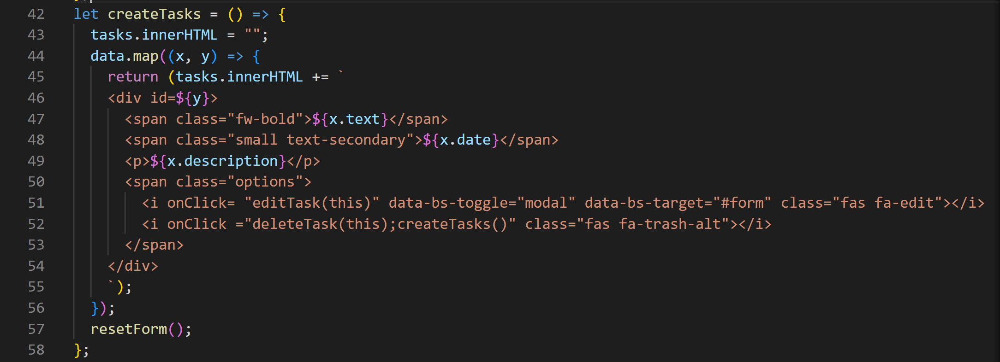 42 let createTasks = () => {
43 tasks.innerHTML = "";
44 data.map((x, y) => {
45 return (tasks.innerHTML += `
46 <div id=${y}>
47 <span class="fw-bold">${x.text}</span>
48 <span class="small text-secondary">${x.date}</span>
49 <p>${x.description}</p>
50 <span class="options">
51 <i onClick= "editTask(this)" data-bs-toggle="modal" data-bs-target="#form" class="fas fa-edit"></i>
52 <i onClick ="deleteTask(this);createTasks()" class="fas fa-trash-alt"></i>
53 </span>
54 </div>
55 `);
56 });
57 resetForm();
58 };